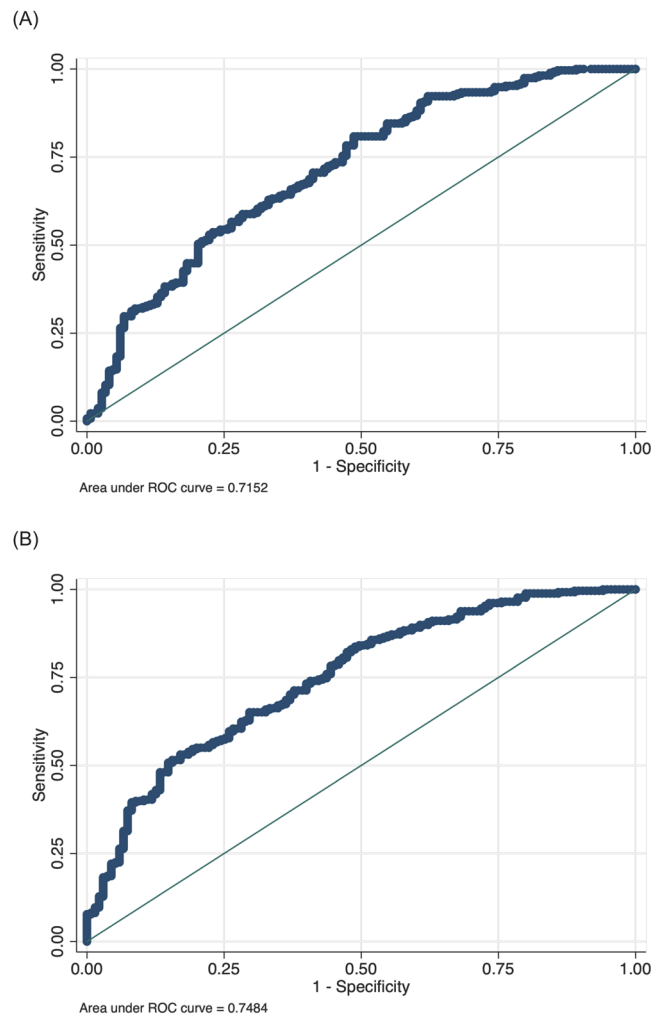 (A)
1.00
0.75
0.50
0.25
0.00
Sensitivity
0.00 0.25 0.50 0.75 1.00
1 - Specificity
Area under ROC curve = 0.7152
(B)
1.00
0.75
0.50
0.25
0.00
Sensitivity
0.00 0.25 0.50 0.75 1.00
1 - Specificity
Area under ROC curve = 0.7484